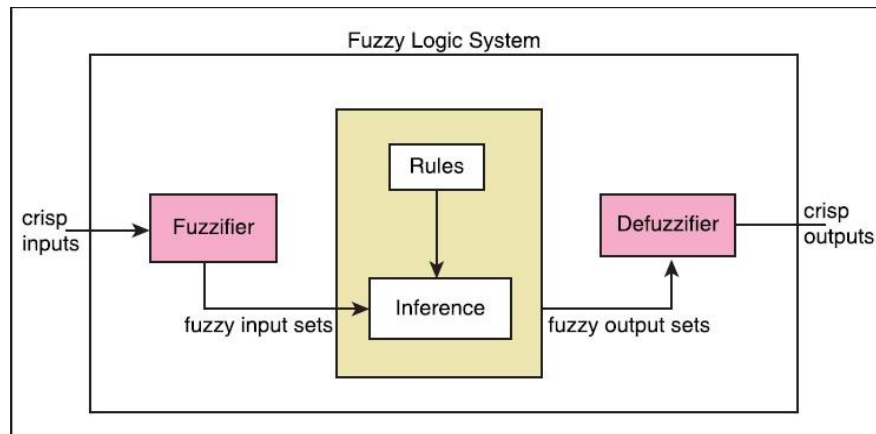 Fuzzy Logic System
Rules
crisp
inputs
Fuzzifier
Defuzzifier
crisp
outputs
Inference
fuzzy input sets
fuzzy output sets